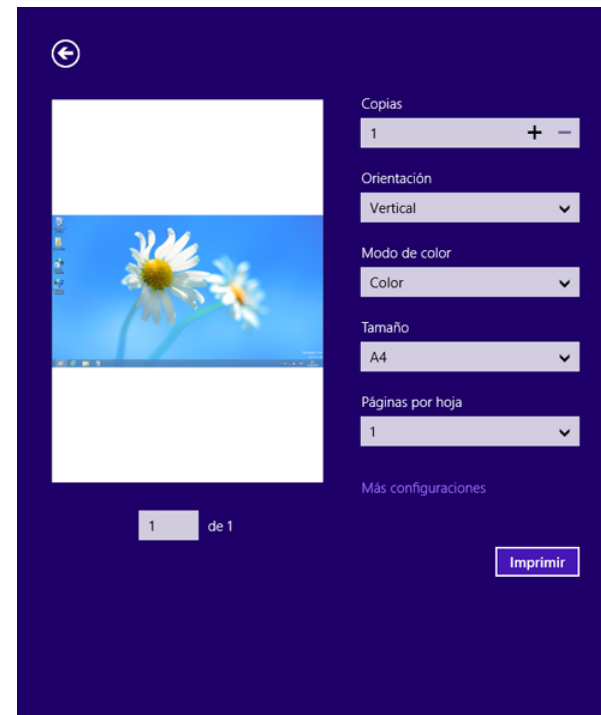 Copias
1
Orientación
Vertical
Modo de color
Color
Tamaño
A4
Páginas por hoja
1
Más configuraciones
1 de 1
Imprimir